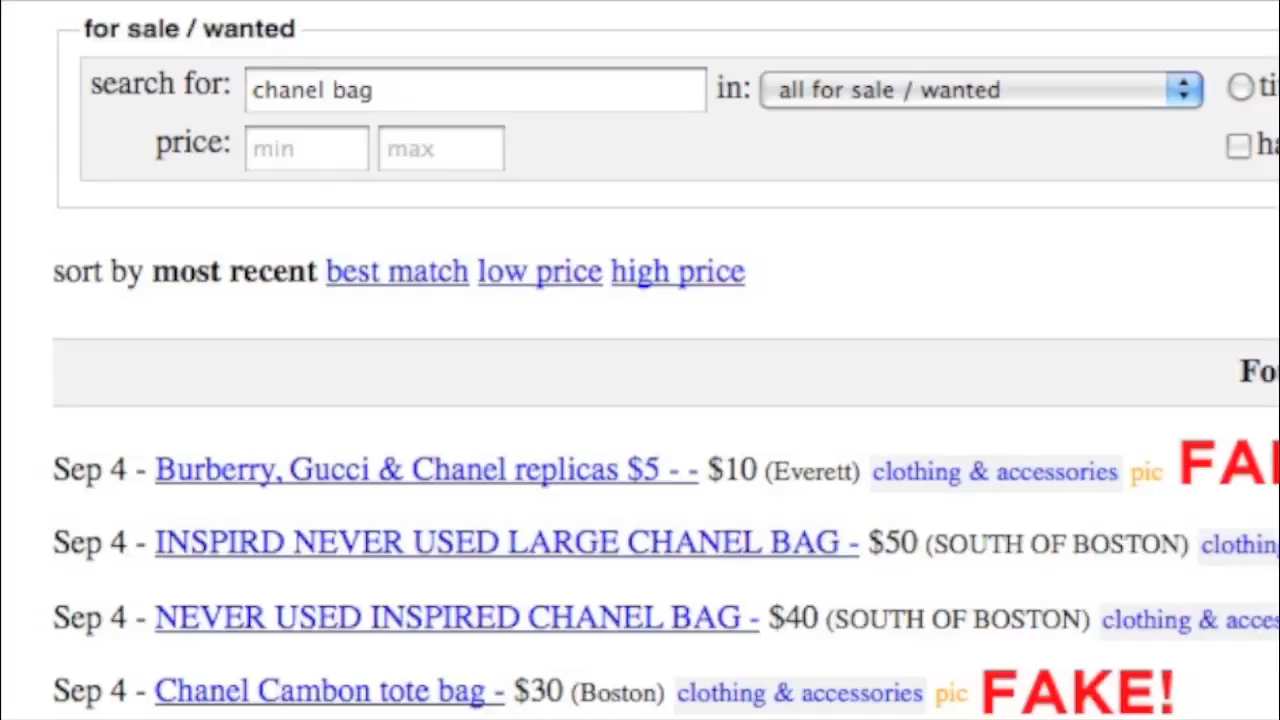 for sale / wanted
search for: chanel bag in: all for sale / wanted
price: min max
sort by most recent best match low price high price
Sep 4 - Burberry, Gucci & Chanel replicas $5 - - $10 (Everett) clothing & accessories pic
Sep 4 - INSPIRD NEVER USED LARGE CHANEL BAG - $50 (SOUTH OF BOSTON)
Sep 4 - NEVER USED INSPIRED CHANEL BAG - $40 (SOUTH OF BOSTON) clothing &
Sep 4 - Chanel Cambon tote bag - $30 (Boston) clothing & accessories pic FAKE!